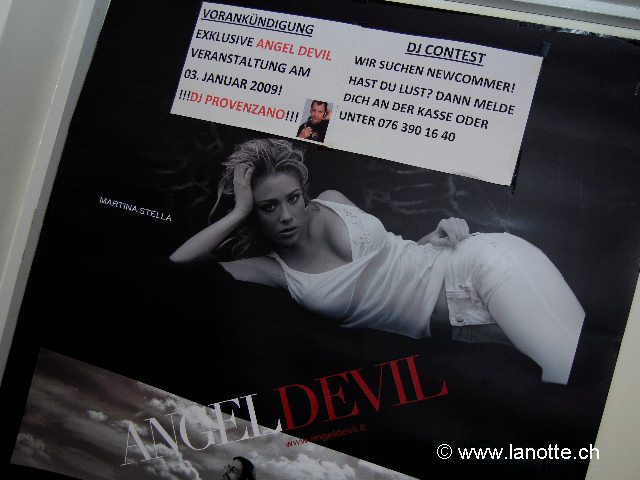 VORANKÜNDIGUNG
EXKLUSIVE ANGEL DEVIL
VERANSTALTUNG AM
03. JANUAR 2009!
!!!DJ PROVENZANO!!!
DJ CONTEST
WIR SUCHEN NEWCOMMER!
HAST DU LUST? DANN MELDE
DICH AN DER KASSE ODER
UNTER 076 390 16 40
MARTINA STELLA
ANGELDEVIL
www.angeldevil.it
© www.lanotte.ch